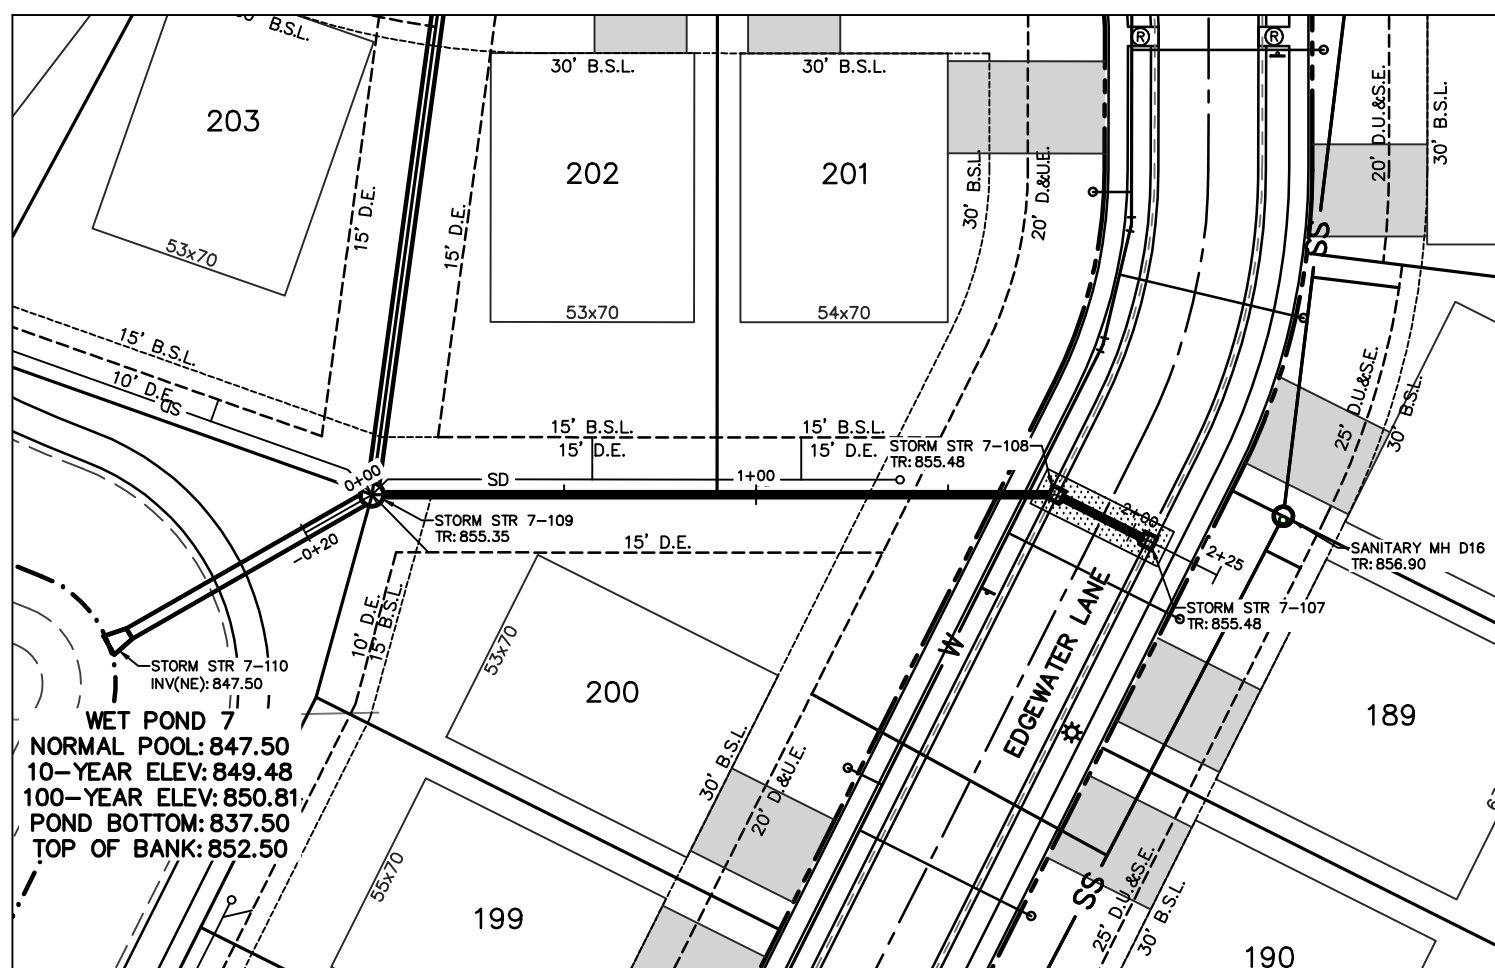 B.S.L.
30' B.S.L.
30' B.S.L.
R
R
203
202
201
20' D.U.&S.E.
30' B.S.L.
15' D.E.
15' D.E.
30' B.S.L.
20' D.&U.E.
SS
53x70
53x70
54x70
15' B.S.L.
10' D.E.
SD
25' D.U.&S.E.
30' B.S.L.
15' B.S.L.
15' D.E.
15' B.S.L.
15' D.E.
STORM STR 7-108
TR: 855.48
0+00
SD
1+00
2+00
STORM STR 7-109
TR: 855.35
-0+20
15' D.E.
2+25
SANITARY MH D16
TR: 856.90
10' D.E.
15' B.S.L.
STORM STR 7-107
TR: 855.48
W
EDGEWATER LANE
53x70
200
189
STORM STR 7-110
INV(NE): 847.50
WET POND 7
NORMAL POOL: 847.50
10-YEAR ELEV: 849.48
100-YEAR ELEV: 850.81
POND BOTTOM: 837.50
TOP OF BANK: 852.50
30' B.S.L.
20' D.&U.E.
55x70
199
SS
25' D.U.&S.E.
30' B.S.L.
190